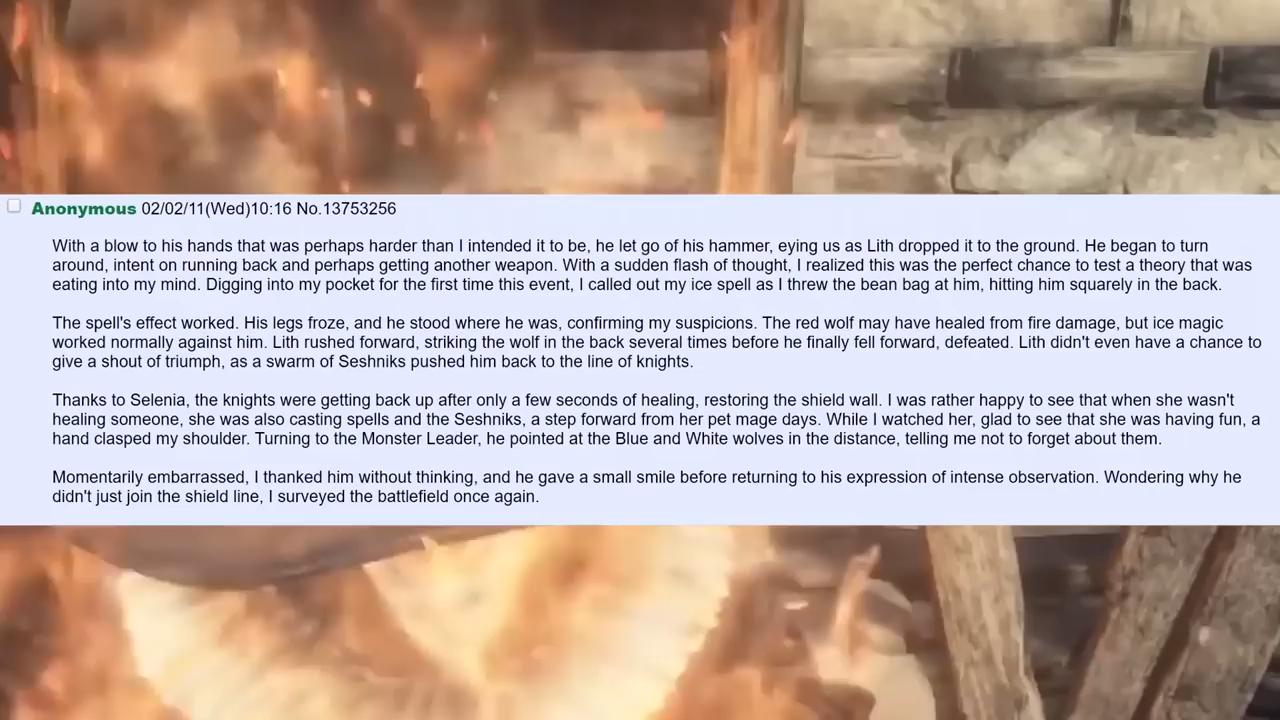 Anonymous 02/02/11(Wed)10:16 No.13753256
With a blow to his hands that was perhaps harder than I intended it to be, he let go of his hammer, eying us as Lith dropped it to the ground. He began to turn
around, intent on running back and perhaps getting another weapon. With a sudden flash of thought, I realized this was the perfect chance to test a theory that was
eating into my mind. Digging into my pocket for the first time this event, I called out my ice spell as I threw the bean bag at him, hitting him squarely in the back.
The spell's effect worked. His legs froze, and he stood where he was, confirming my suspicions. The red wolf may have healed from fire damage, but ice magic
worked normally against him. Lith rushed forward, striking the wolf in the back several times before he finally fell forward, defeated. Lith didn't even have a chance to
give a shout of triumph, as a swarm of Seshniks pushed him back to the line of knights.
Thanks to Selenia, the knights were getting back up after only a few seconds of healing, restoring the shield wall. I was rather happy to see that when she wasn't
healing someone, she was also casting spells and the Seshniks, a step forward from her pet mage days. While I watched her, glad to see that she was having fun, a
hand clasped my shoulder. Turning to the Monster Leader, he pointed at the Blue and White wolves in the distance, telling me not to forget about them.
Momentarily embarrassed, I thanked him without thinking, and he gave a small smile before returning to his expression of intense observation. Wondering why he
didn't just join the shield line, I surveyed the battlefield once again.